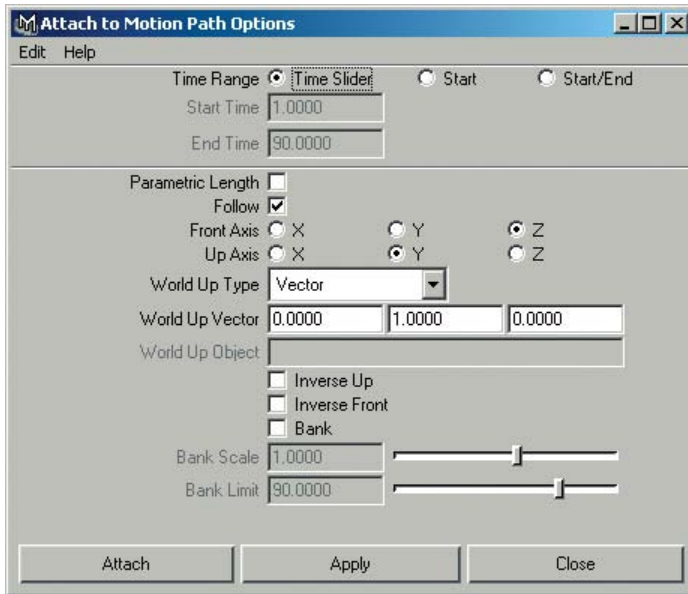 Attach to Motion Path Options
Edit Help
Time Range Time Slider Start Start/End
Start Time 1.0000
End Time 90.0000
Parametric Length
Follow
Front Axis X Y Z
Up Axis X Y Z
World Up Type Vector
World Up Vector 0.0000 1.0000 0.0000
World Up Object
Inverse Up
Inverse Front
Bank
Bank Scale 1.0000
Bank Limit 90.0000
Attach Apply Close